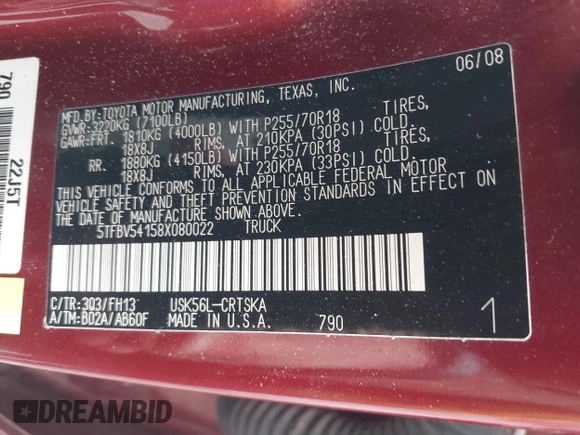 790
22J5T
06/08
MFD.BY:TOYOTA MOTOR MANUFACTURING, TEXAS, INC.
GVWR:3220KG (7100LB)
GAWR:FRT. 1810KG (4000LB) WITH P255/70R18 TIRES,
18X8J RIMS, AT 210KPA (30PSI) COLD.
RR. 1880KG (4150LB) WITH P255/70R18 TIRES,
18X8J RIMS, AT 230KPA (33PSI) COLD.
THIS VEHICLE CONFORMS TO ALL APPLICABLE FEDERAL MOTOR
VEHICLE SAFETY AND THEFT PREVENTION STANDARDS IN EFFECT ON
THE DATE OF MANUFACTURE SHOWN ABOVE.
5TFBV54158X080022 TRUCK
C/TR:3Q3/FH13 USK56L-CRTSKA
A/TM:B02A/AB60F MADE IN U.S.A. 790 1
DREAMBID